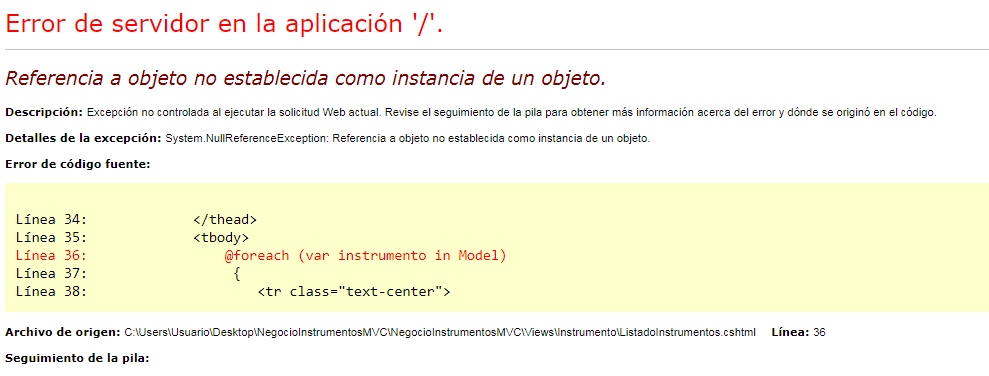 Error de servidor en la aplicación '/'.
Referencia a objeto no establecida como instancia de un objeto.
Descripción: Excepción no controlada al ejecutar la solicitud Web actual. Revise el seguimiento de la pila para obtener más información acerca del error y dónde se originó en el código.
Detalles de la excepción: System.NullReferenceException: Referencia a objeto no establecida como instancia de un objeto.
Error de código fuente:
Línea 34:             </thead>
Línea 35:             <tbody>
Línea 36:                 @foreach (var instrumento in Model)
Línea 37:                  {
Línea 38:                     <tr class="text-center">
Archivo de origen: C:\Users\Usuario\Desktop\NegocioInstrumentosMVC\NegocioInstrumentosMVC\Views\Instrumento\ListadoInstrumentos.cshtml    Línea: 36
Seguimiento de la pila: